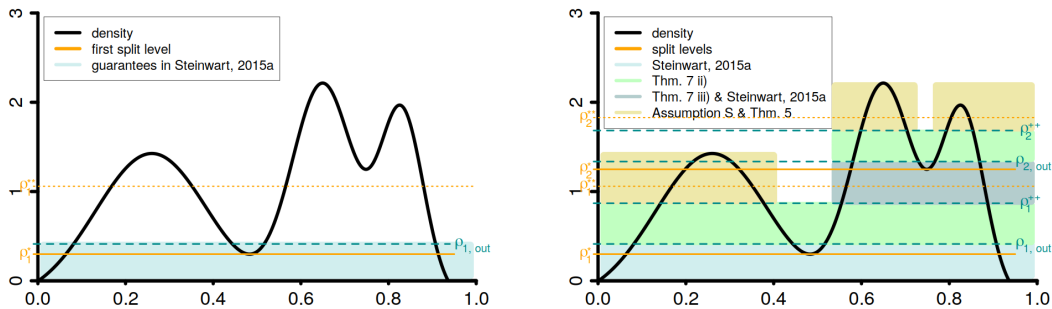 3
2
1
0
density
first split level
guarantees in Steinwart, 2015a
ρ1**
ρ1*
ρ1, out
0.0 0.2 0.4 0.6 0.8 1.0
3
2
1
0
density
split levels
Steinwart, 2015a
Thm. 7 ii)
Thm. 7 iii) & Steinwart, 2015a
Assumption S & Thm. 5
ρ2**
ρ2*
ρ1**
ρ1*
ρ2++
ρ2, out
ρ1++
ρ1, out
0.0 0.2 0.4 0.6 0.8 1.0